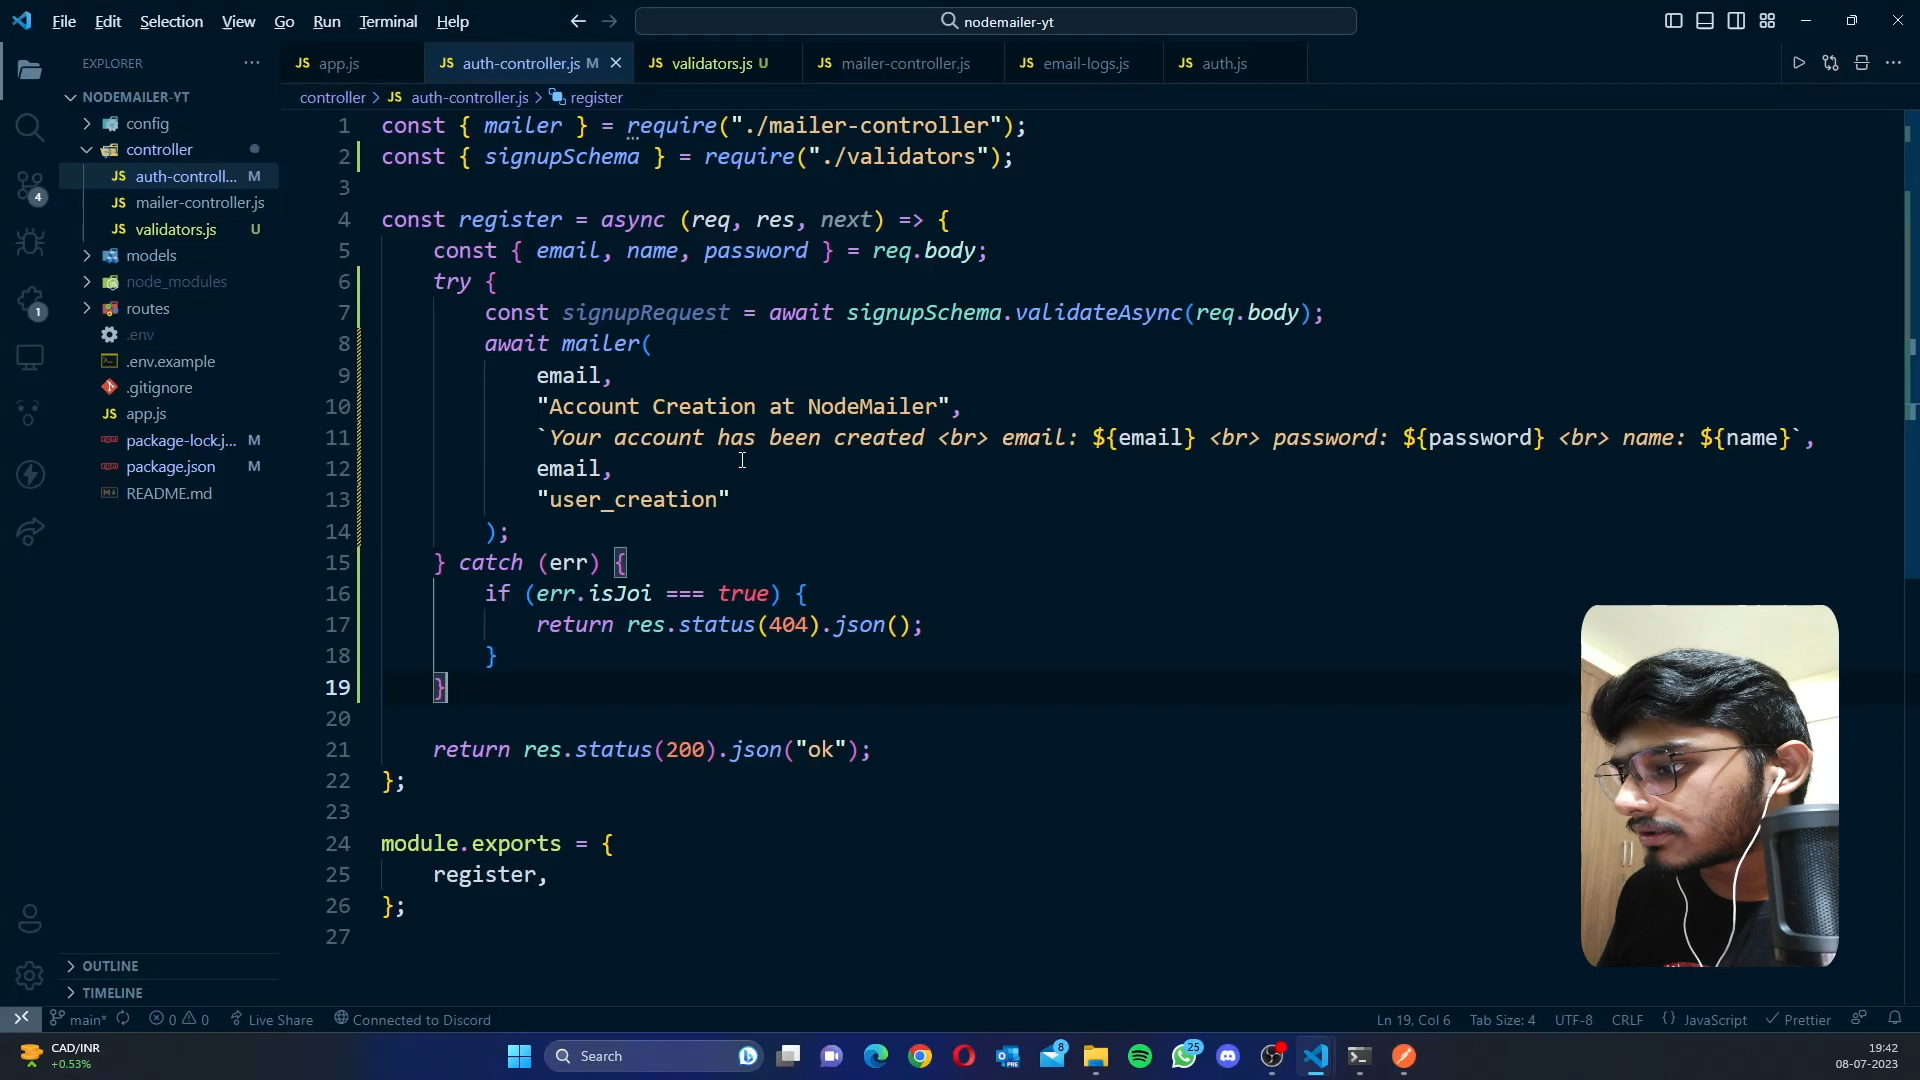 File Edit Selection View Go Run Terminal Help
nodemailer-yt
EXPLORER
JS app.js
JS auth-controller.js M
JS validators.js U
JS mailer-controller.js
JS email-logs.js
JS auth.js
NODEMAILER-YT
config
controller
JS auth-controll... M
JS mailer-controller.js
JS validators.js U
models
node_modules
routes
.env
.env.example
.gitignore
JS app.js
package-lock.j... M
package.json M
README.md
OUTLINE
TIMELINE
4
1
controller > JS auth-controller.js > register
1 const { mailer } = require("./mailer-controller");
2 const { signupSchema } = require("./validators");
3
4 const register = async (req, res, next) => {
5 const { email, name, password } = req.body;
6 try {
7 const signupRequest = await signupSchema.validateAsync(req.body);
8 await mailer(
9 email,
10 "Account Creation at NodeMailer",
11 `Your account has been created <br> email: ${email} <br> password: ${password} <br> name: ${name}`,
12 email,
13 "user_creation"
14 );
15 } catch (err) {
16 if (err.isJoi === true) {
17 return res.status(404).json();
18 }
19 }
20
21 return res.status(200).json("ok");
22 };
23
24 module.exports = {
25 register,
26 };
27
main* 0 0 Live Share Connected to Discord
Ln 19, Col 6 Tab Size: 4 UTF-8 CRLF {} JavaScript Prettier
CAD/INR
+0.53%
Search
8
25
19:42
08-07-2023